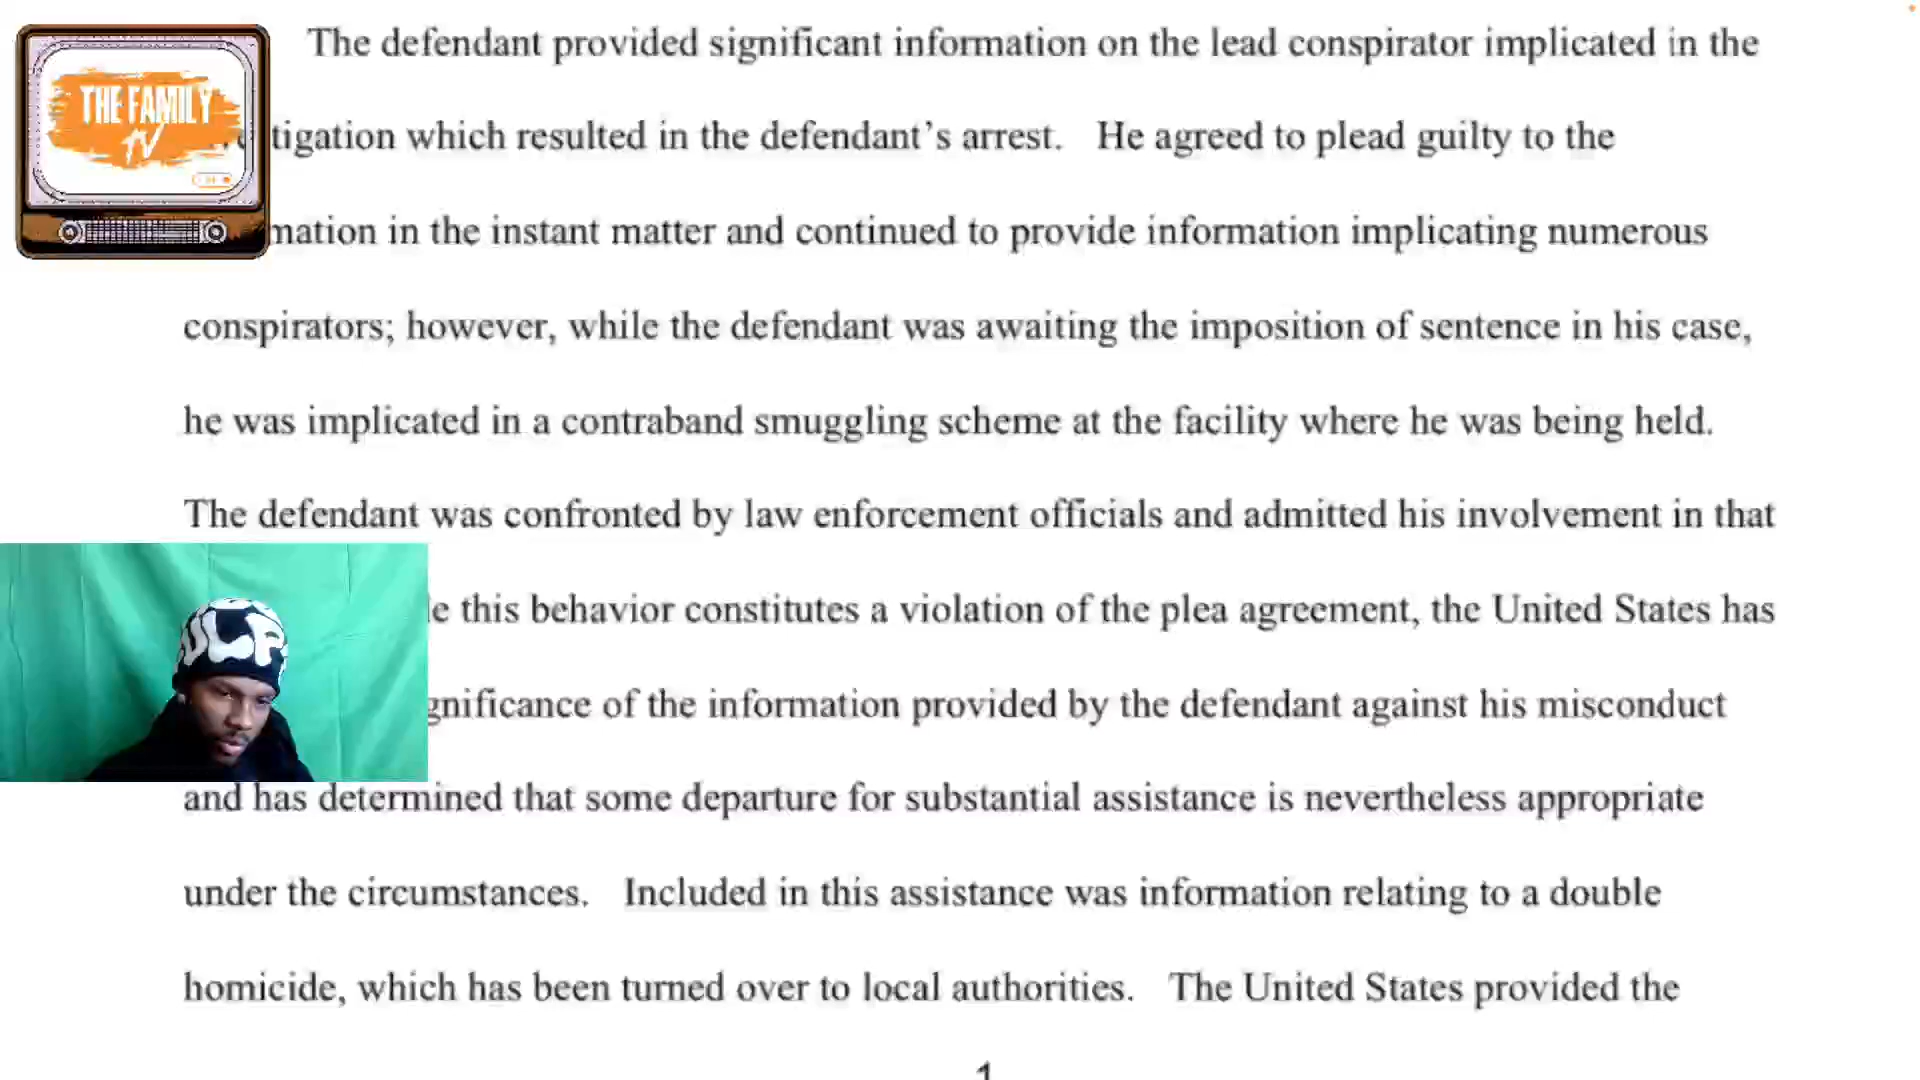 The defendant provided significant information on the lead conspirator implicated in the
THE FAMILY
TV
tigation which resulted in the defendant's arrest. He agreed to plead guilty to the
mation in the instant matter and continued to provide information implicating numerous
conspirators; however, while the defendant was awaiting the imposition of sentence in his case,
he was implicated in a contraband smuggling scheme at the facility where he was being held.
The defendant was confronted by law enforcement officials and admitted his involvement in that
le this behavior constitutes a violation of the plea agreement, the United States has
gnificance of the information provided by the defendant against his misconduct
and has determined that some departure for substantial assistance is nevertheless appropriate
under the circumstances. Included in this assistance was information relating to a double
homicide, which has been turned over to local authorities. The United States provided the
1